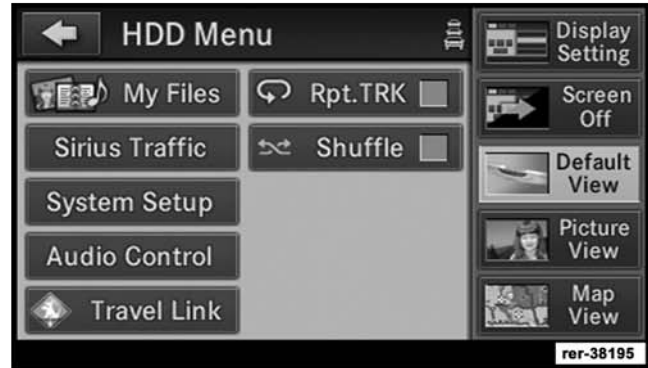 HDD Menu
My Files
Rpt.TRK
Sirius Traffic
Shuffle
System Setup
Audio Control
Travel Link
Display
Setting
Screen
Off
Default
View
Picture
View
Map
View
rer-38195